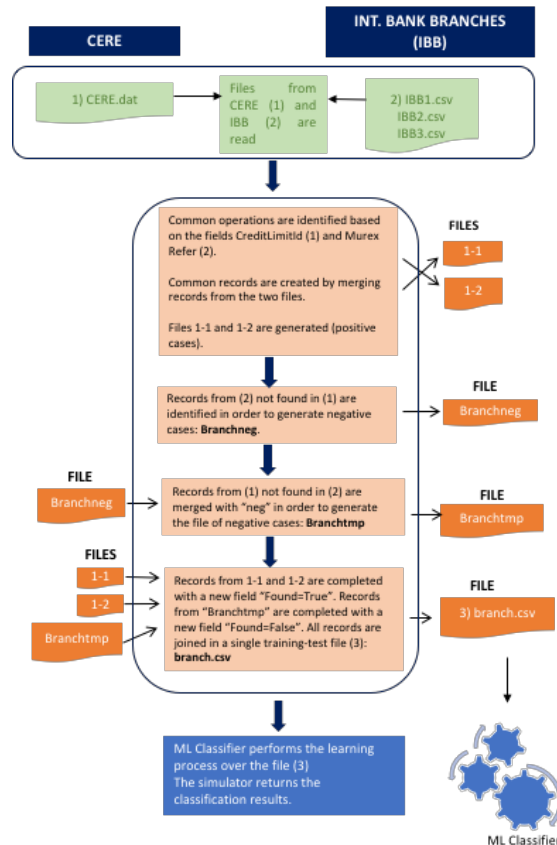 CERE
INT. BANK BRANCHES
(IBB)
1) CERE.dat
Files from
CERE (1) and
IBB (2) are
read
2) IBB1.csv
IBB2.csv
IBB3.csv
Common operations are identified based
on the fields CreditLimitId (1) and Murex
Refer (2).
Common records are created by merging
records from the two files.
Files 1-1 and 1-2 are generated (positive
cases).
FILES
1-1
1-2
Records from (2) not found in (1) are
identified in order to generate negative
cases: Branchneg.
FILE
Branchneg
FILE
Branchneg
Records from (1) not found in (2) are
merged with “neg” in order to generate
the file of negative cases: Branchtmp
FILE
Branchtmp
FILES
1-1
1-2
Branchtmp
Records from 1-1 and 1-2 are completed
with a new field “Found=True”. Records
from “Branchtmp” are completed with a
new field “Found=False”. All records are
joined in a single training-test file (3):
branch.csv
FILE
3) branch.csv
ML Classifier performs the learning
process over the file (3)
The simulator returns the
classification results.
ML Classifier